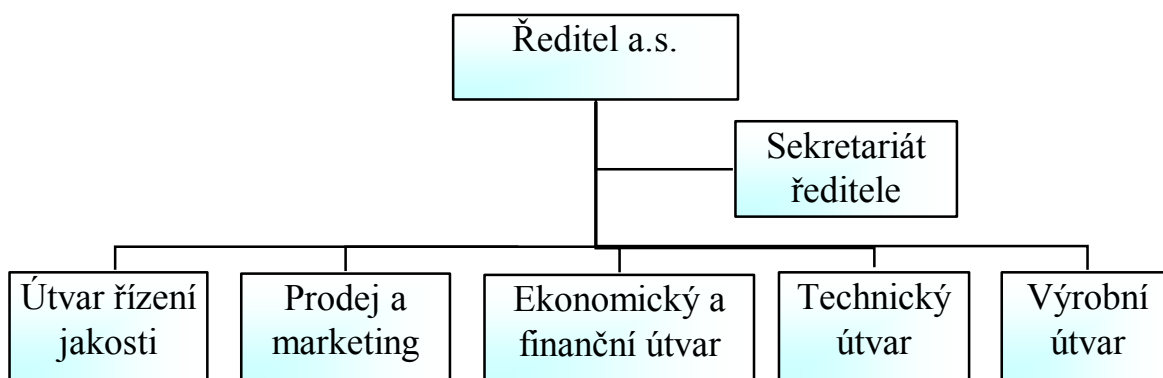 Ředitel a.s.
Sekretariát
ředitele
Útvar řízení
jakosti
Prodej a
marketing
Ekonomický a
finanční útvar
Technický
útvar
Výrobní
útvar